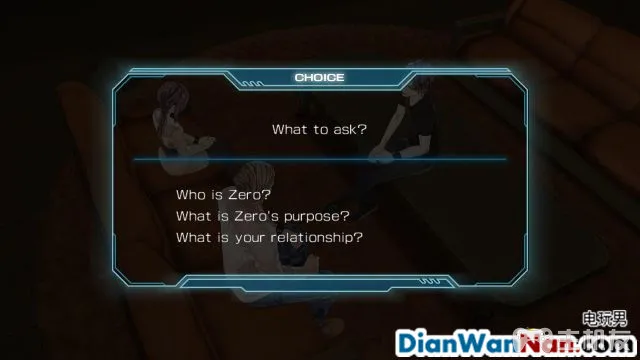 CHOICE
What to ask?
Who is Zero?
What is Zero's purpose?
What is your relationship?
电玩男
DianWanNan.com